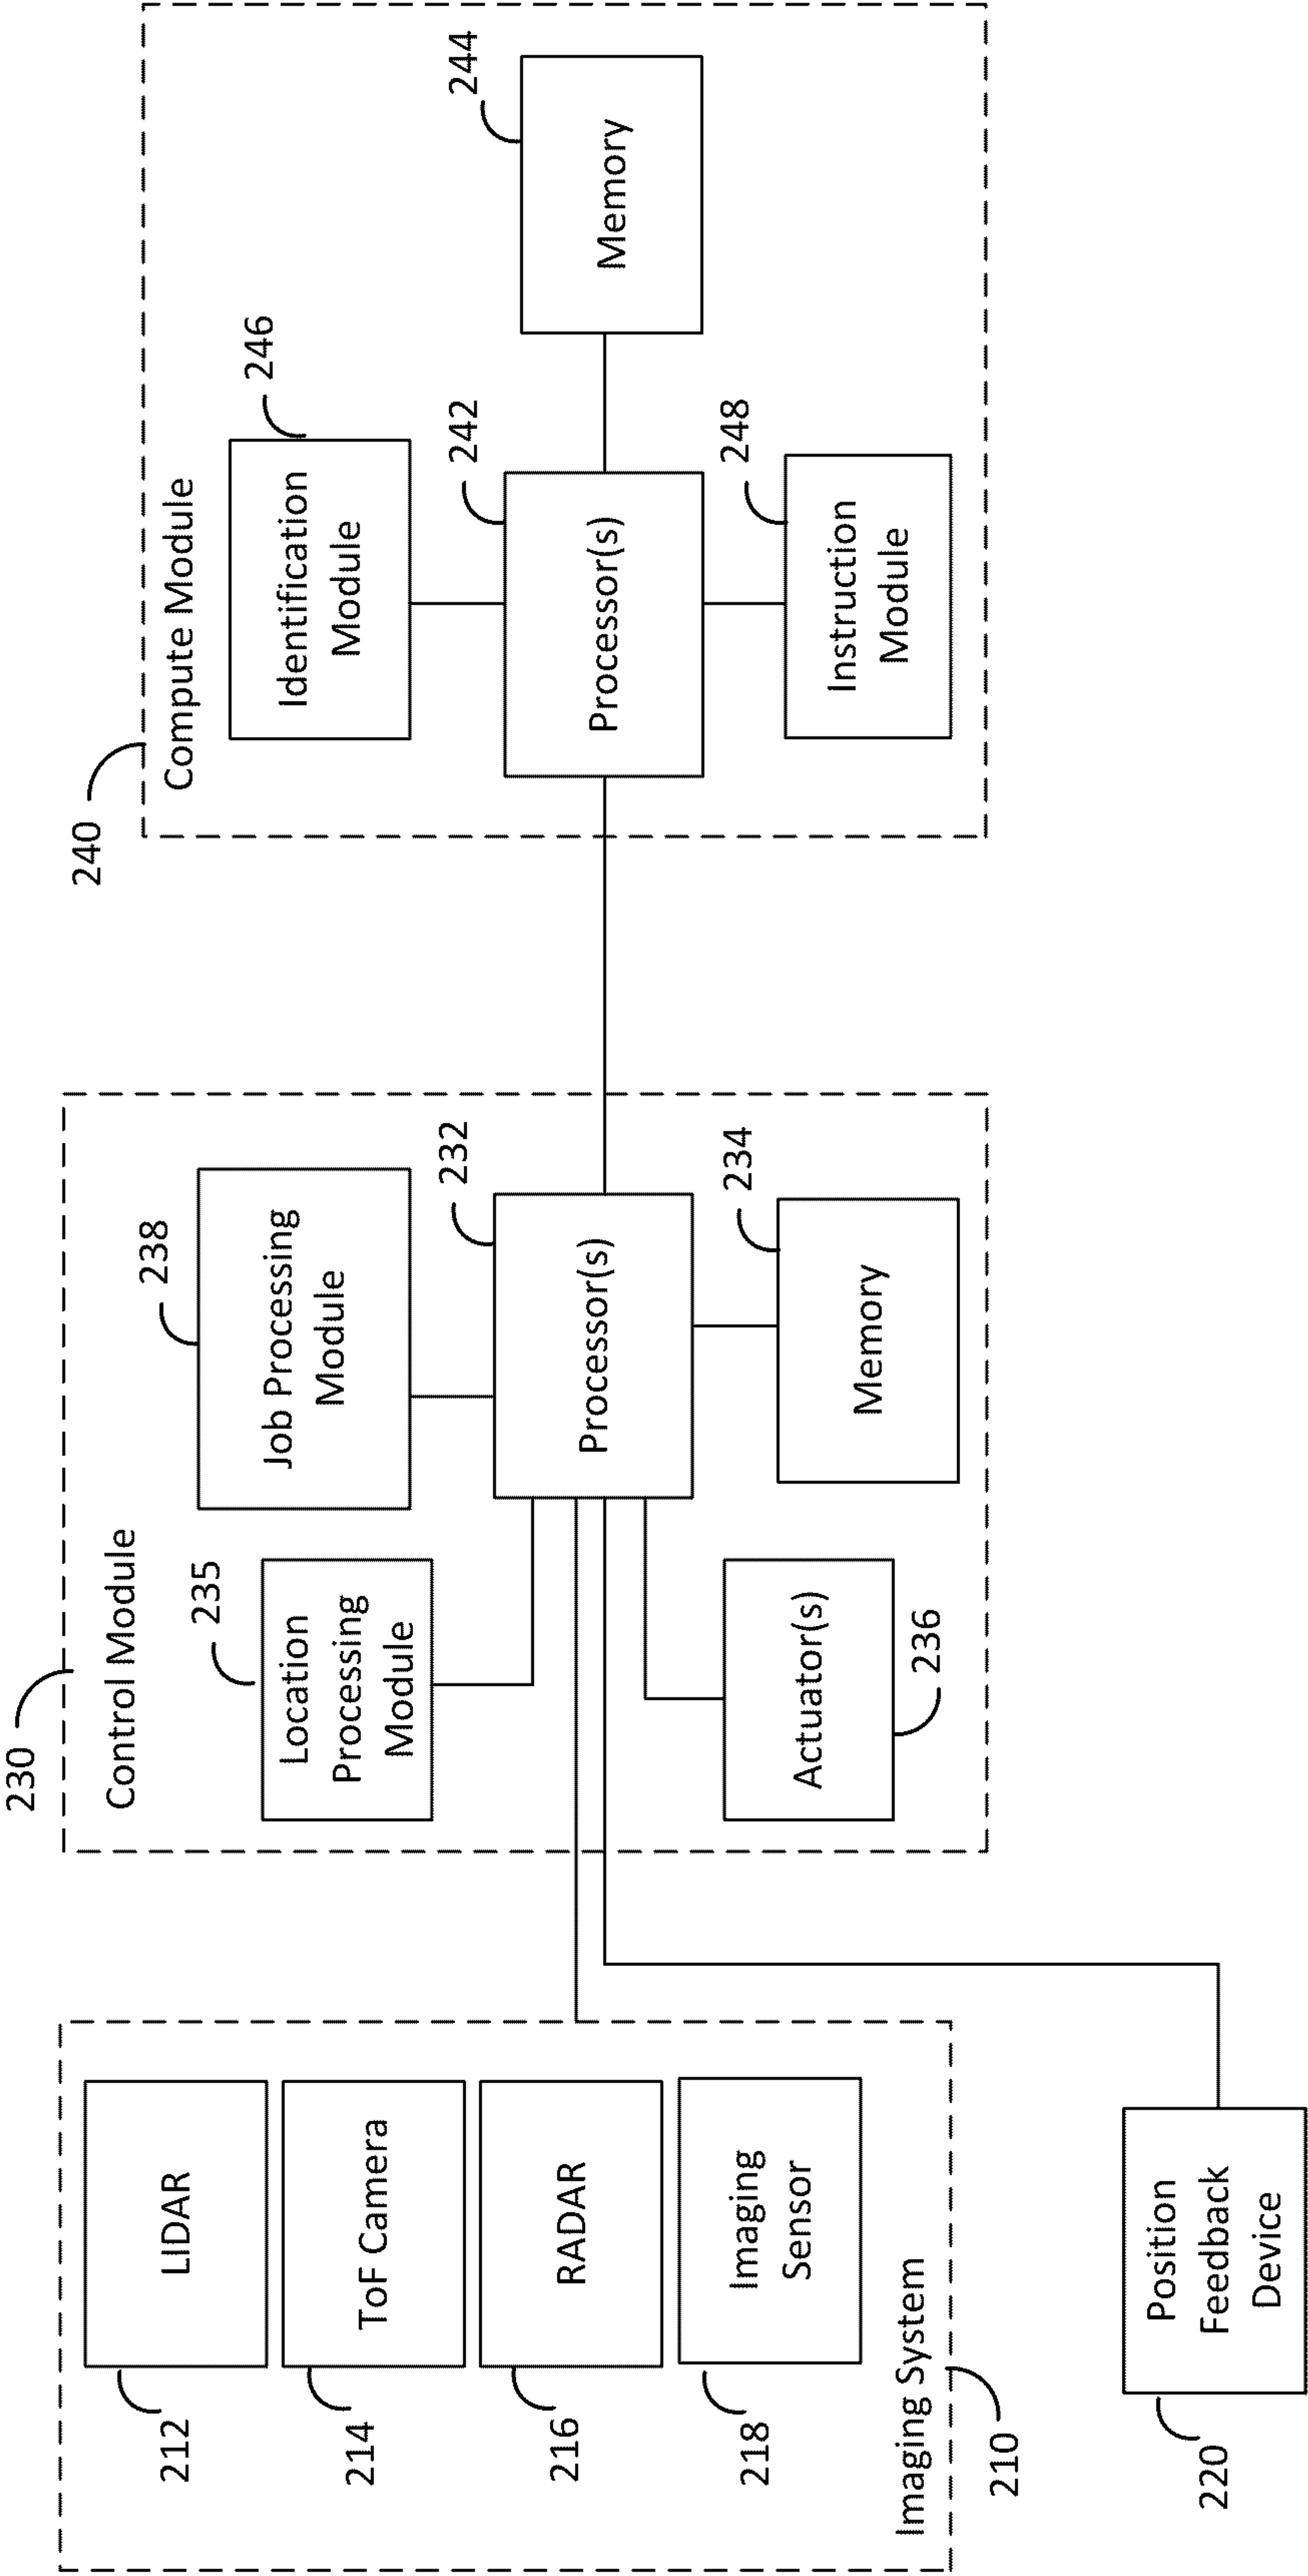 Imaging System
210
212
LIDAR
214
ToF Camera
216
RADAR
218
Imaging
Sensor
220
Position
Feedback
Device
230
Control Module
235
Location
Processing
Module
238
Job Processing
Module
232
Processor(s)
234
Memory
Actuator(s)
236
240
Compute Module
246
Identification
Module
242
Processor(s)
244
Memory
248
Instruction
Module